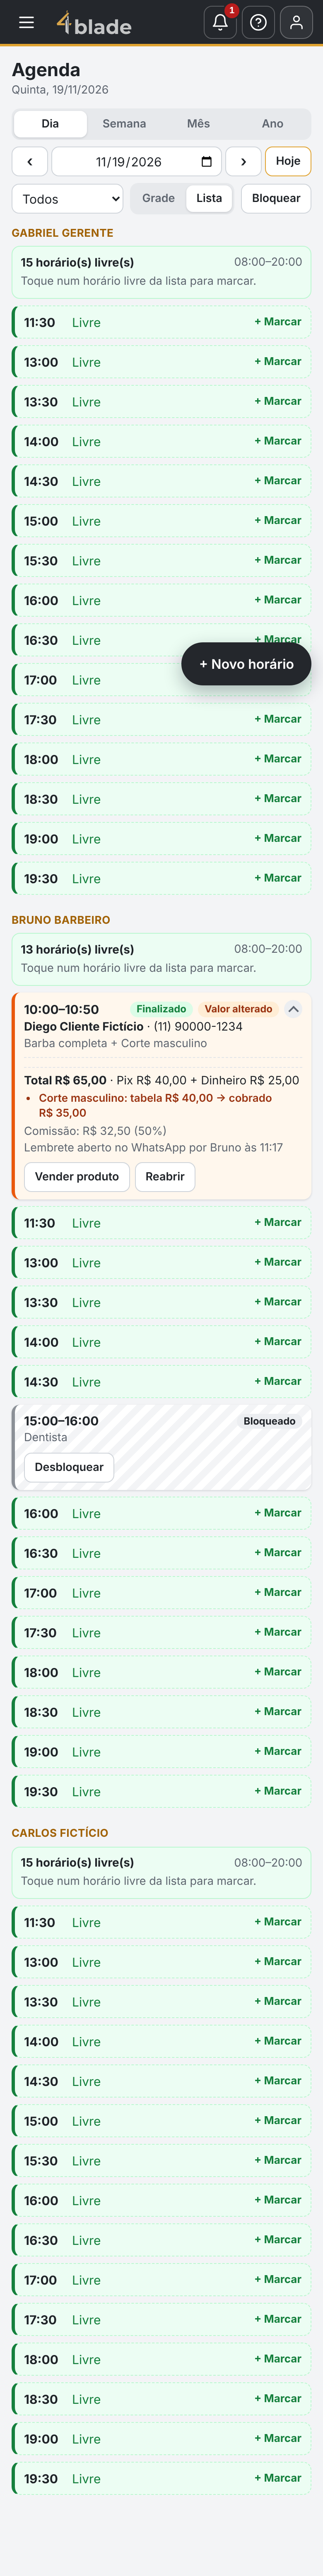 4blade
1
Agenda
Quinta, 19/11/2026
Dia Semana Mês Ano
11/19/2026 Hoje
Todos Grade Lista Bloquear
GABRIEL GERENTE
15 horário(s) livre(s) 08:00–20:00
Toque num horário livre da lista para marcar.
11:30 Livre + Marcar
13:00 Livre + Marcar
13:30 Livre + Marcar
14:00 Livre + Marcar
14:30 Livre + Marcar
15:00 Livre + Marcar
15:30 Livre + Marcar
16:00 Livre + Marcar
16:30 Livre + Marcar
+ Novo horário
17:00 Livre
17:30 Livre + Marcar
18:00 Livre + Marcar
18:30 Livre + Marcar
19:00 Livre + Marcar
19:30 Livre + Marcar
BRUNO BARBEIRO
13 horário(s) livre(s) 08:00–20:00
Toque num horário livre da lista para marcar.
10:00–10:50 Finalizado Valor alterado
Diego Cliente Fictício · (11) 90000-1234
Barba completa + Corte masculino
Total R$ 65,00 · Pix R$ 40,00 + Dinheiro R$ 25,00
• Corte masculino: tabela R$ 40,00 → cobrado
R$ 35,00
Comissão: R$ 32,50 (50%)
Lembrete aberto no WhatsApp por Bruno às 11:17
Vender produto Reabrir
11:30 Livre + Marcar
13:00 Livre + Marcar
13:30 Livre + Marcar
14:00 Livre + Marcar
14:30 Livre + Marcar
15:00–16:00 Bloqueado
Dentista
Desbloquear
16:00 Livre + Marcar
16:30 Livre + Marcar
17:00 Livre + Marcar
17:30 Livre + Marcar
18:00 Livre + Marcar
18:30 Livre + Marcar
19:00 Livre + Marcar
19:30 Livre + Marcar
CARLOS FICTÍCIO
15 horário(s) livre(s) 08:00–20:00
Toque num horário livre da lista para marcar.
11:30 Livre + Marcar
13:00 Livre + Marcar
13:30 Livre + Marcar
14:00 Livre + Marcar
14:30 Livre + Marcar
15:00 Livre + Marcar
15:30 Livre + Marcar
16:00 Livre + Marcar
16:30 Livre + Marcar
17:00 Livre + Marcar
17:30 Livre + Marcar
18:00 Livre + Marcar
18:30 Livre + Marcar
19:00 Livre + Marcar
19:30 Livre + Marcar